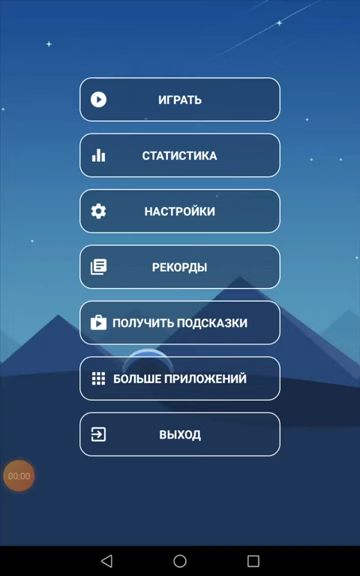 ИГРАТЬ
СТАТИСТИКА
НАСТРОЙКИ
РЕКОРДЫ
ПОЛУЧИТЬ ПОДСКАЗКИ
БОЛЬШЕ ПРИЛОЖЕНИЙ
ВЫХОД
00:00